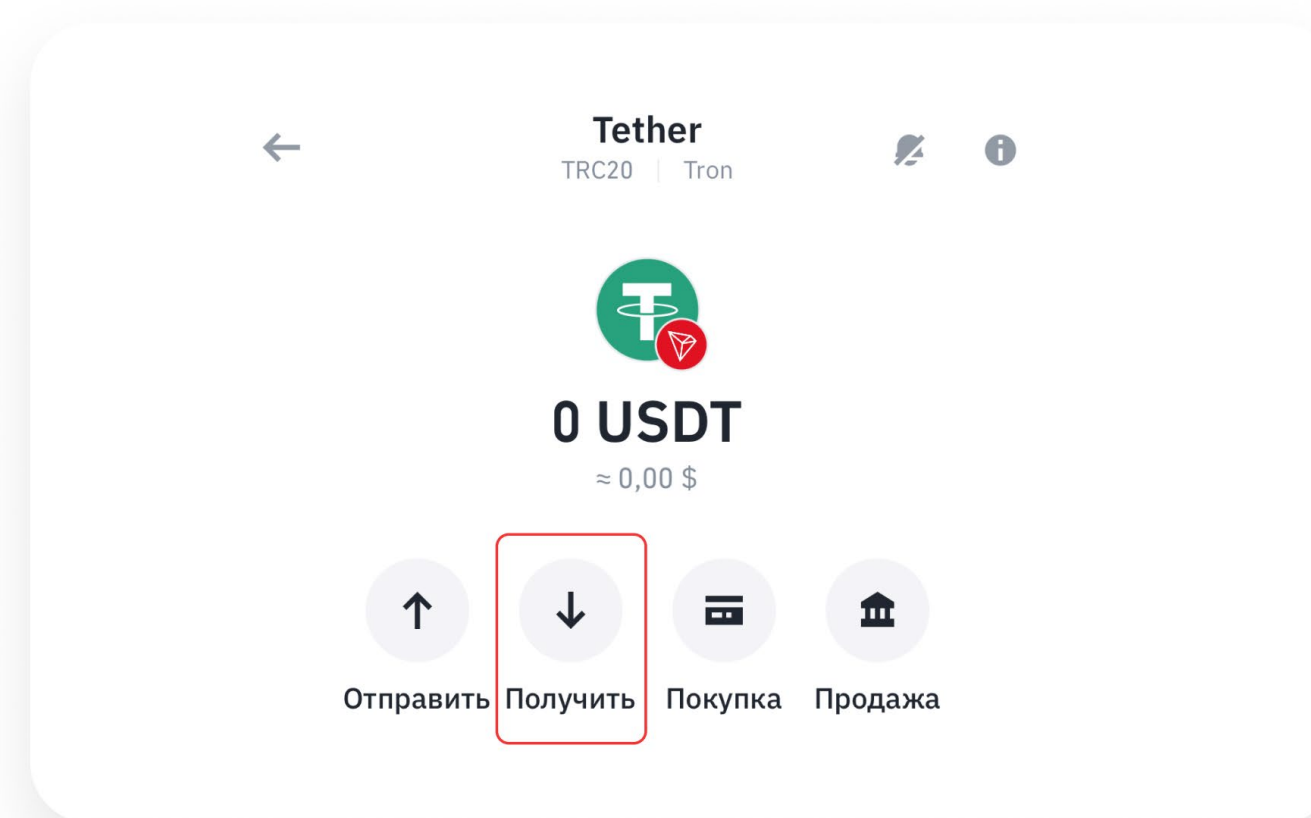 Tether
TRC20 | Tron
0 USDT
≈ 0,00 $
Отправить Получить Покупка Продажа